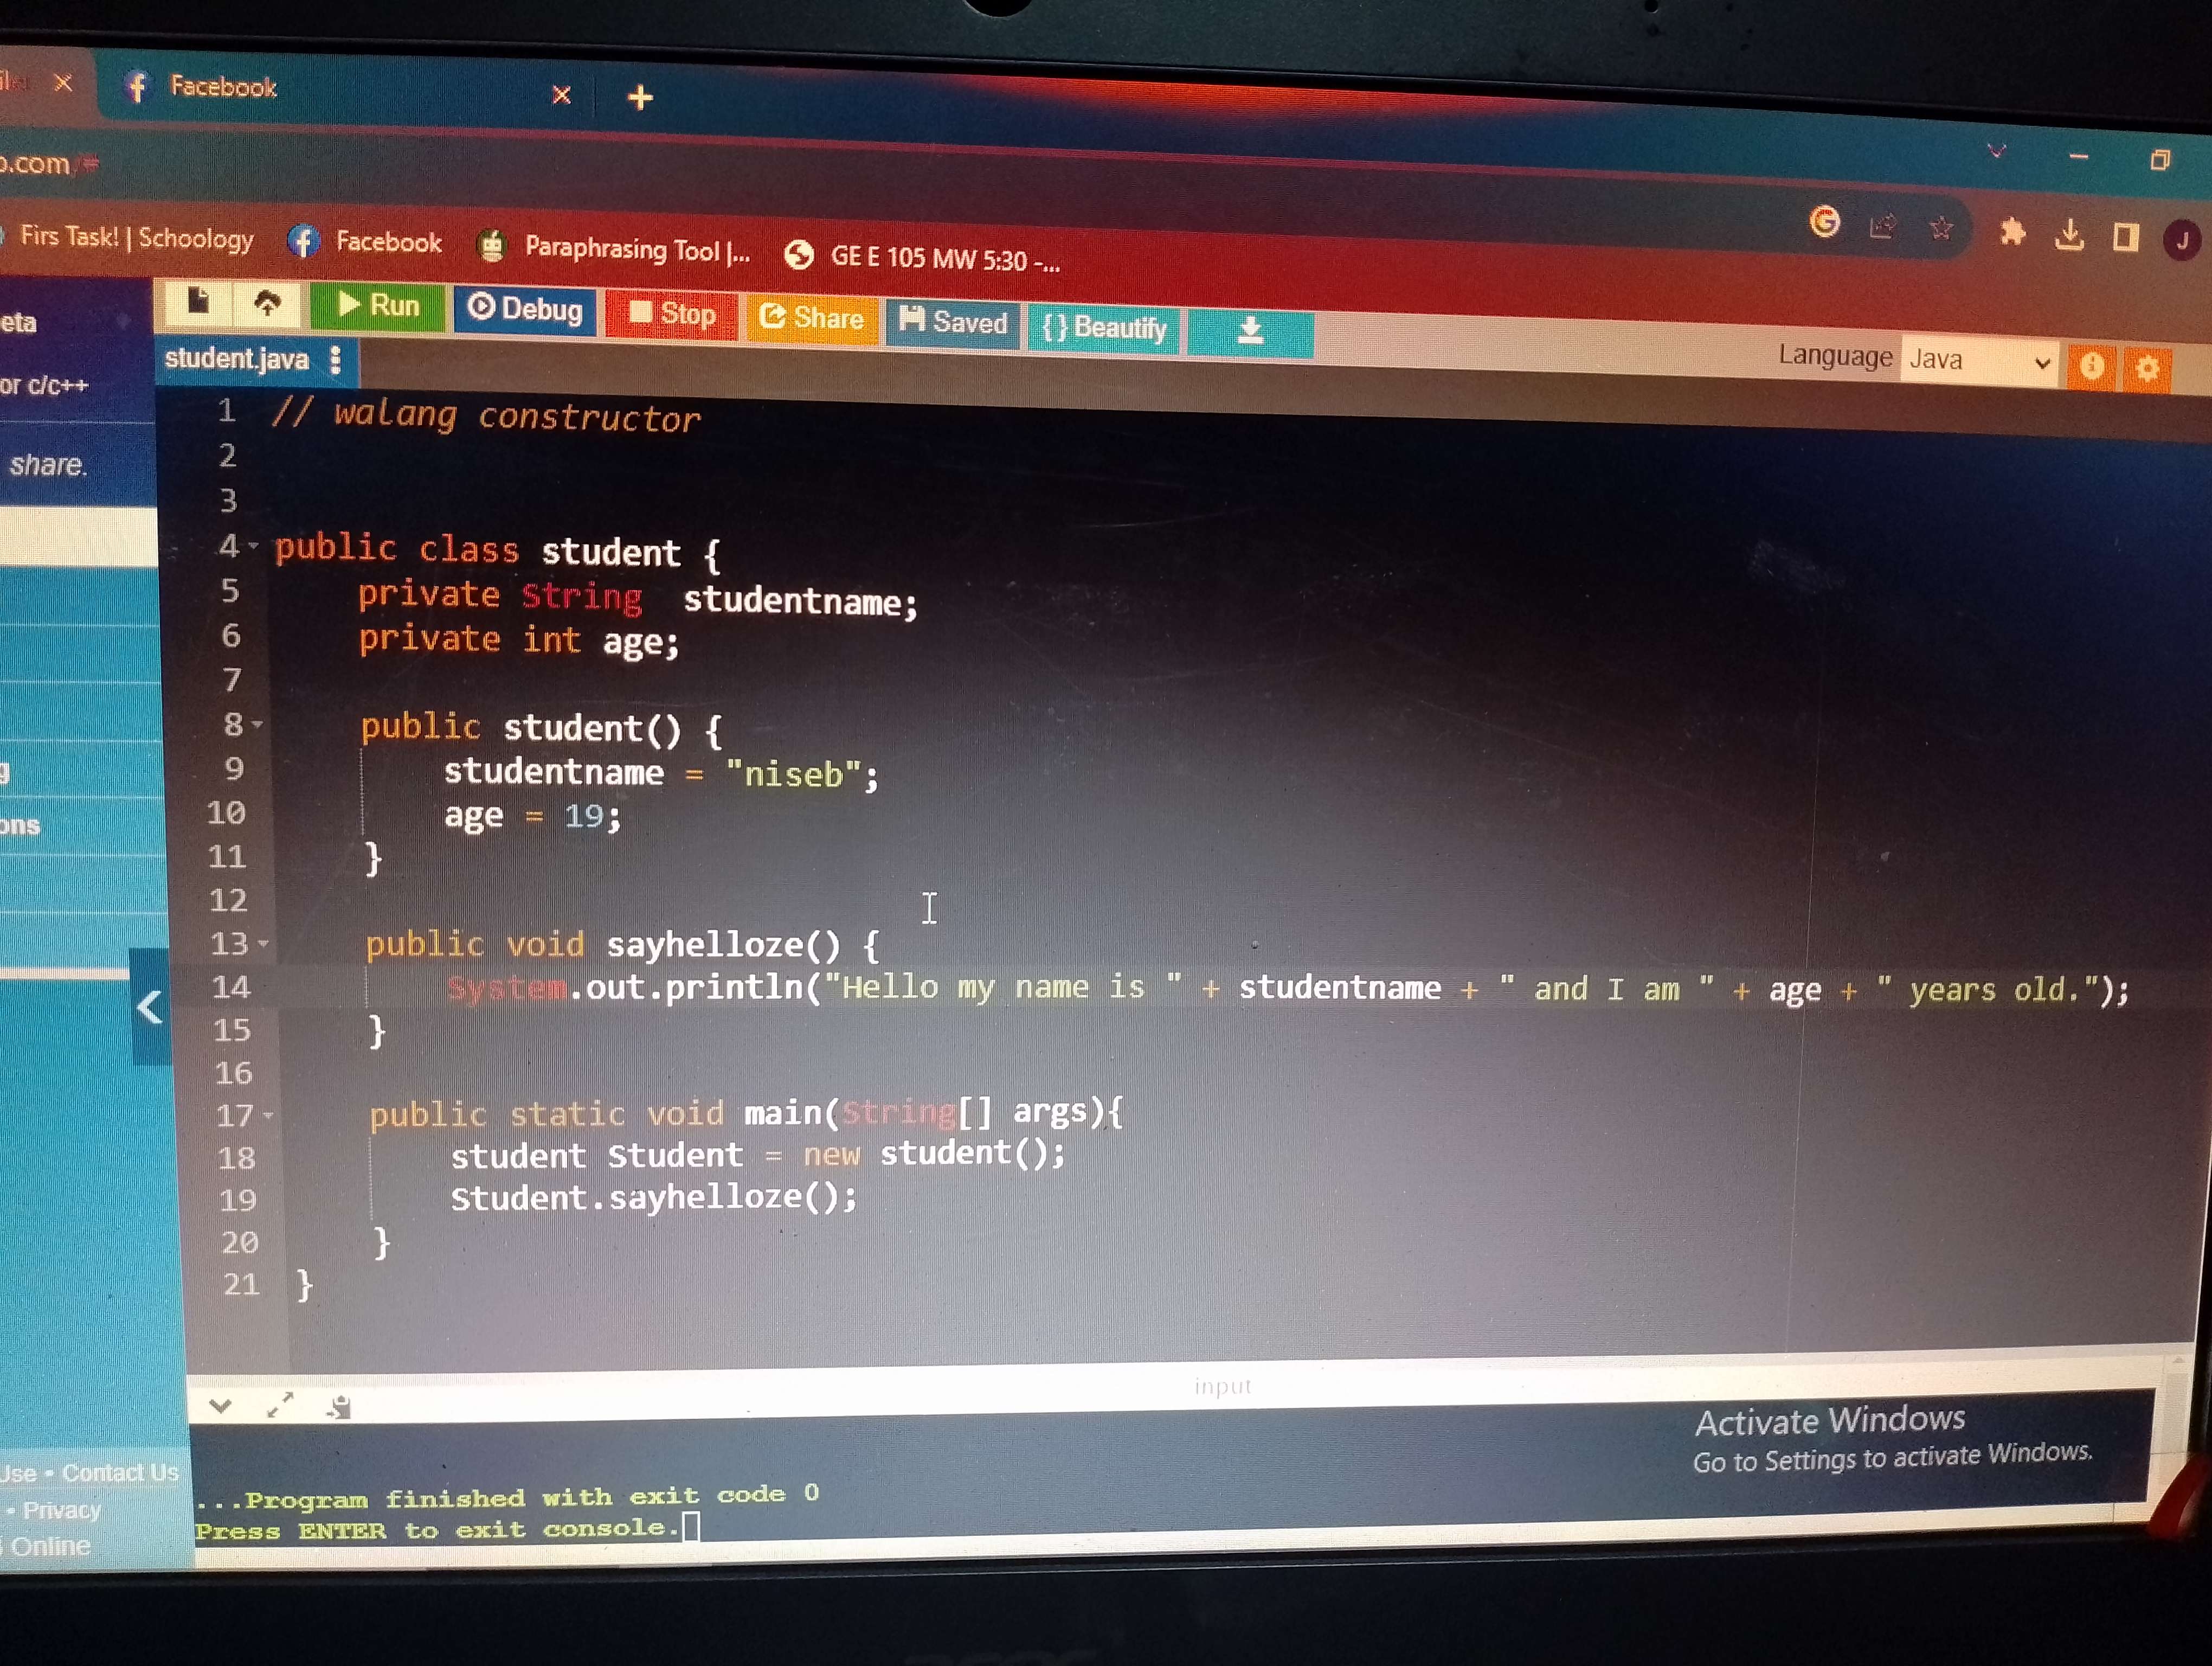 Facebook
.com/#
Firs Task! | Schoology Facebook Paraphrasing Tool |... GE E 105 MW 5:30 -...
J
Run Debug Stop Share Saved {} Beautify
Language Java
student.java
eta
or c/c++
share.
ons
1 // walang constructor
2
3
4 public class student {
5 private String  studentname;
6 private int age;
7
8 public student() {
9 studentname = "niseb";
10 age = 19;
11 }
12
13 public void sayhelloze() {
14 System.out.println("Hello my name is " + studentname + " and I am " + age + " years old.");
15 }
16
17 public static void main(String[] args){
18 student Student = new student();
19 Student.sayhelloze();
20 }
21 }
input
Activate Windows
Go to Settings to activate Windows.
...Program finished with exit code 0
Press ENTER to exit console.
Use • Contact Us
• Privacy
Online